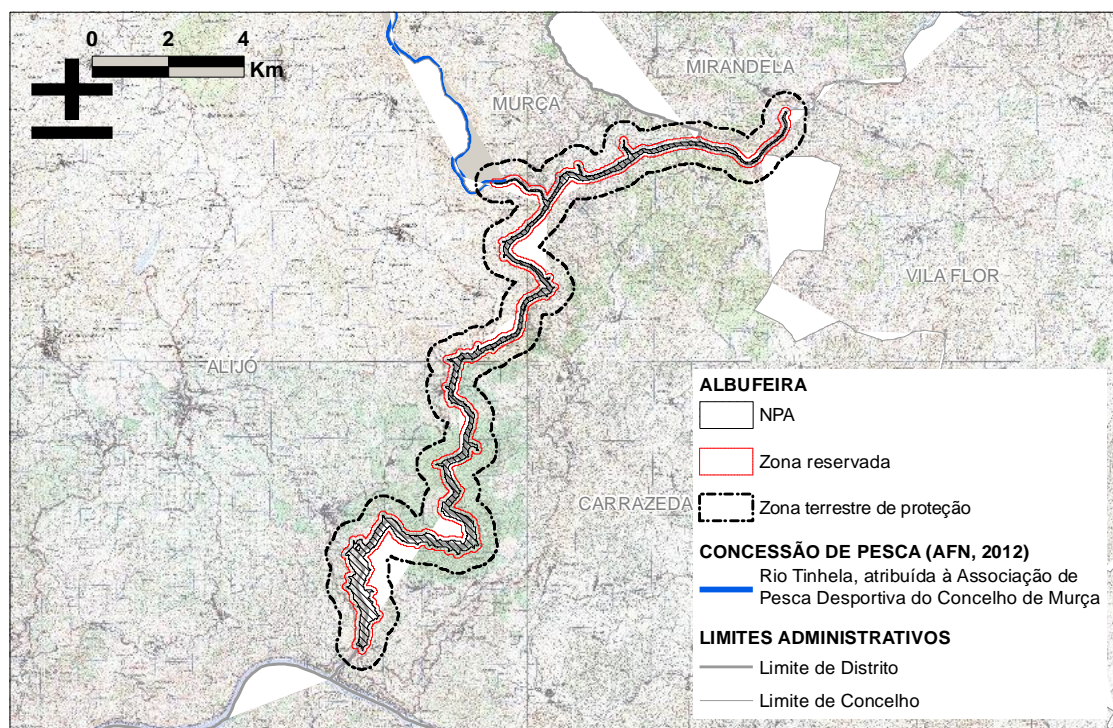 0 2 4
Km
MIRANDELA
MURÇA
VILA FLOR
ALIJÓ
CARRAZEDA
ALBUFEIRA
NPA
Zona reservada
Zona terrestre de proteção
CONCESSÃO DE PESCA (AFN, 2012)
Rio Tinhela, atribuída à Associação de
Pesca Desportiva do Concelho de Murça
LIMITES ADMINISTRATIVOS
Limite de Distrito
Limite de Concelho